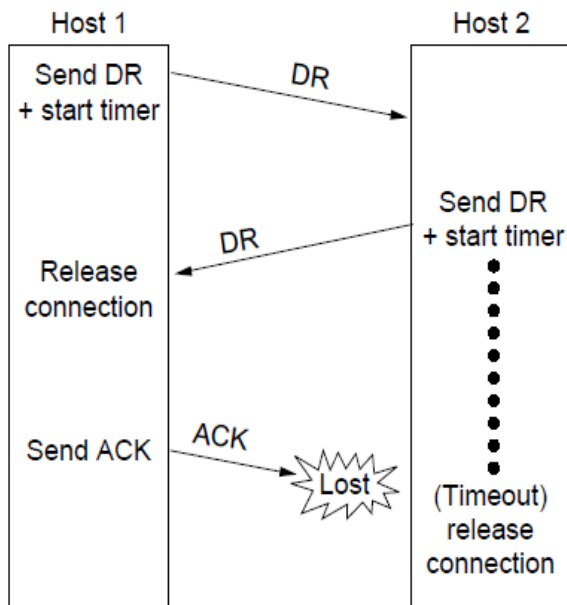 Host 1
Host 2
Send DR
+ start timer
DR
Send DR
+ start timer
DR
Release
connection
Send ACK
ACK
Lost
(Timeout)
release
connection